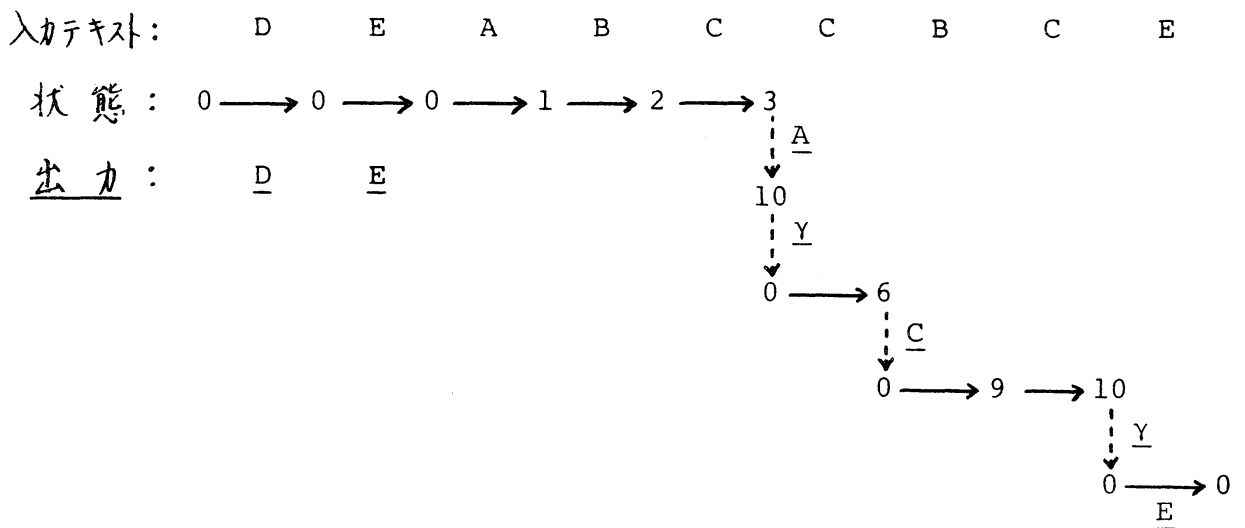 入力テキスト： D E A B C C B C E
状 態 ： 0 → 0 → 0 → 1 → 2 → 3
A
出 力 ： D E
10
Y
0 → 6
C
0 → 9 → 10
Y
0 → 0
E